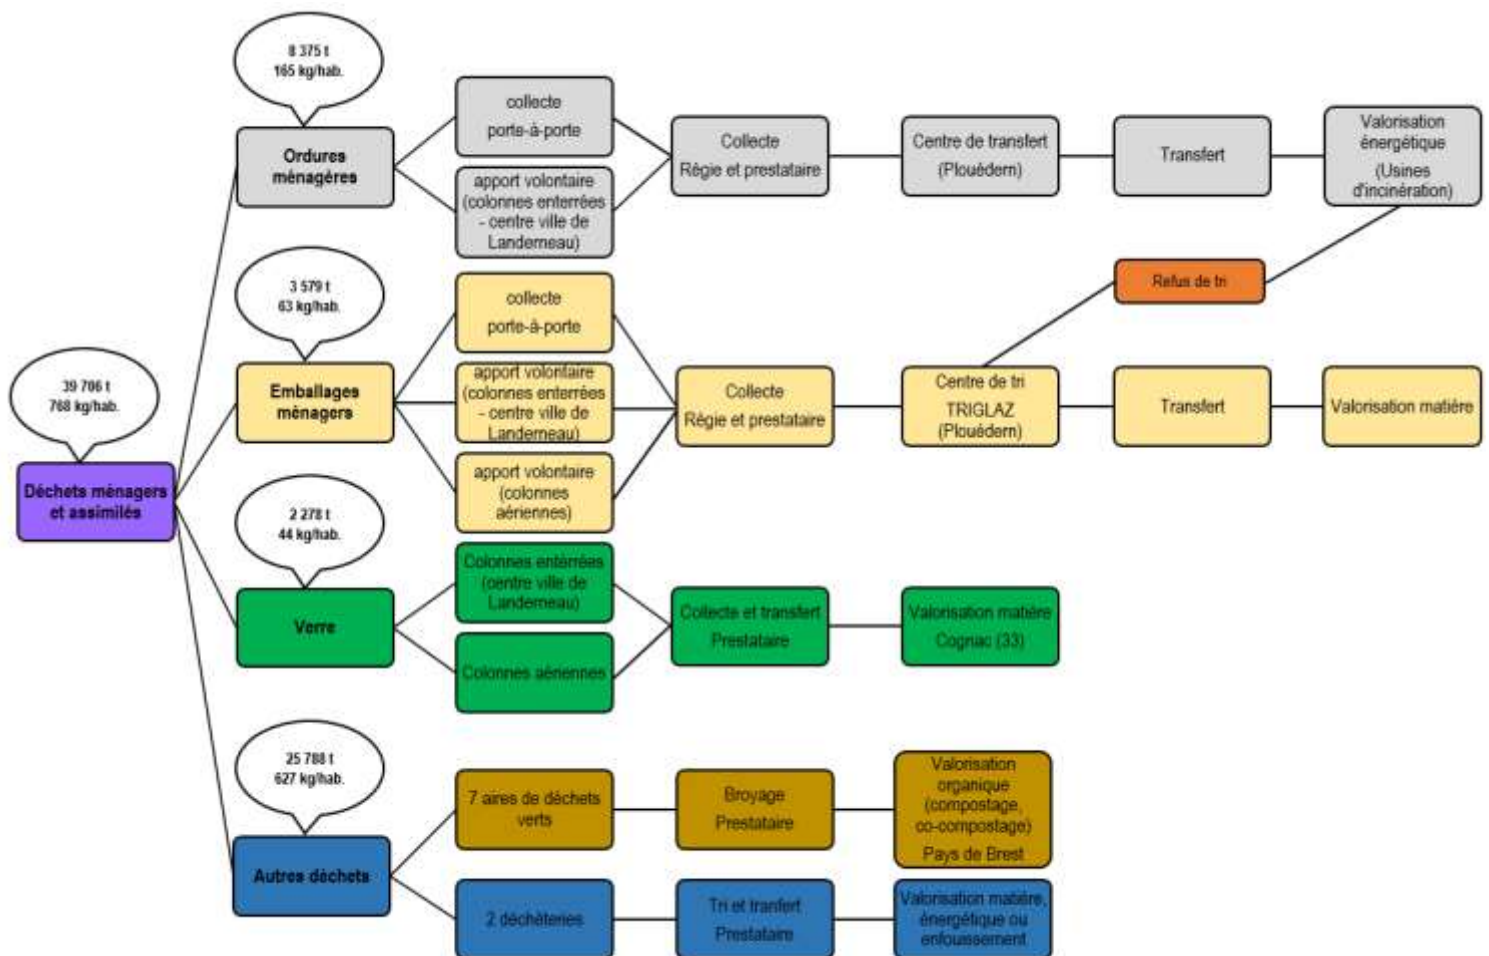 8 375 t
165 kg/hab.
Ordures
ménagères
collecte
porte-à-porte
apport volontaire
(colonnes enterrées
- centre ville de
Landerneau)
Collecte
Régie et prestataire
Centre de transfert
(Plouédern)
Transfert
Valorisation
énergétique
(Usines
d'incinération)
Refus de tri
3 579 t
63 kg/hab.
Emballages
ménagers
collecte
porte-à-porte
apport volontaire
(colonnes enterrées
- centre ville de
Landerneau)
apport volontaire
(colonnes
aériennes)
Collecte
Régie et prestataire
Centre de tri
TRIGLAZ
(Plouédern)
Transfert
Valorisation matière
39 706 t
768 kg/hab.
Déchets ménagers
et assimilés
2 278 t
44 kg/hab.
Verre
Colonnes entérrées
(centre ville de
Landerneau)
Colonnes aériennes
Collecte et transfert
Prestataire
Valorisation matière
Cognac (33)
25 788 t
627 kg/hab.
Autres déchets
7 aires de déchets
verts
Broyage
Prestataire
Valorisation
organique
(compostage,
co-compostage)
Pays de Brest
2 déchèteries
Tri et tranfert
Prestataire
Valorisation matière,
énergétique ou
enfouissement